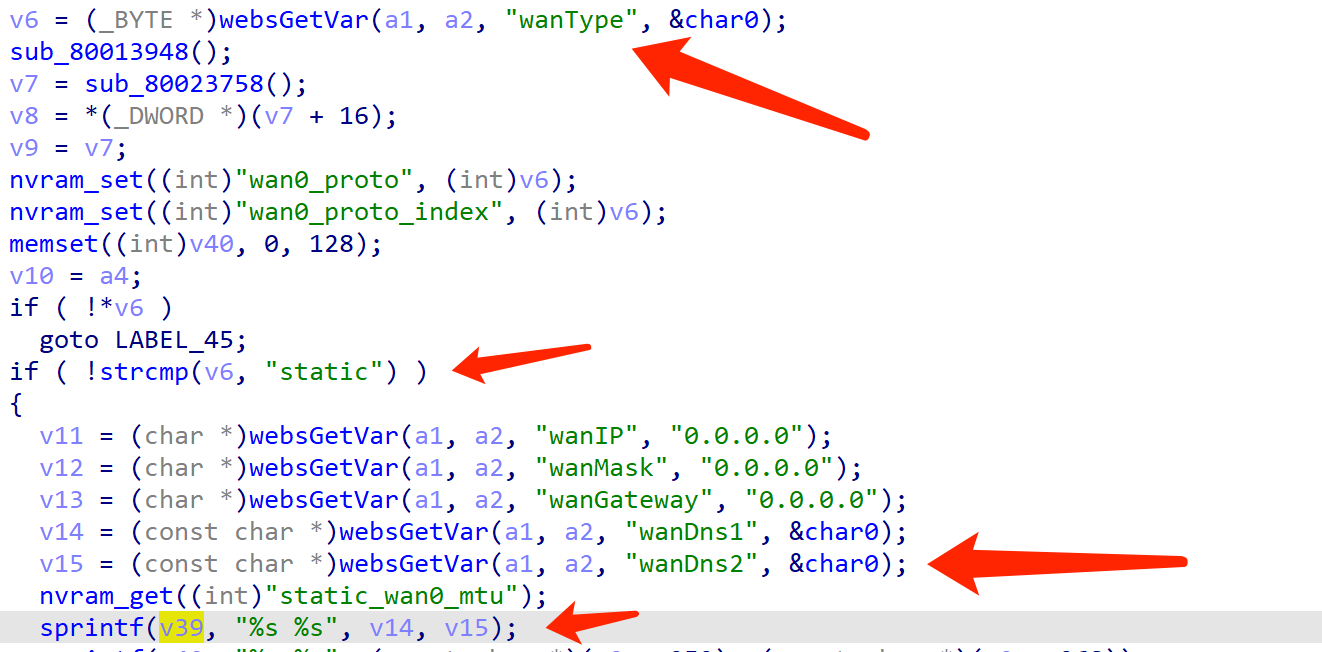 v6 = (_BYTE *)websGetVar(a1, a2, "wanType", &char0);
sub_80013948();
v7 = sub_80023758();
v8 = *(_DWORD *)(v7 + 16);
v9 = v7;
nvram_set((int)"wan0_proto", (int)v6);
nvram_set((int)"wan0_proto_index", (int)v6);
memset((int)v40, 0, 128);
v10 = a4;
if ( !*v6 )
goto LABEL_45;
if ( !strcmp(v6, "static") )
{
v11 = (char *)websGetVar(a1, a2, "wanIP", "0.0.0.0");
v12 = (char *)websGetVar(a1, a2, "wanMask", "0.0.0.0");
v13 = (char *)websGetVar(a1, a2, "wanGateway", "0.0.0.0");
v14 = (const char *)websGetVar(a1, a2, "wanDns1", &char0);
v15 = (const char *)websGetVar(a1, a2, "wanDns2", &char0);
nvram_get((int)"static_wan0_mtu");
sprintf(v39, "%s %s", v14, v15);